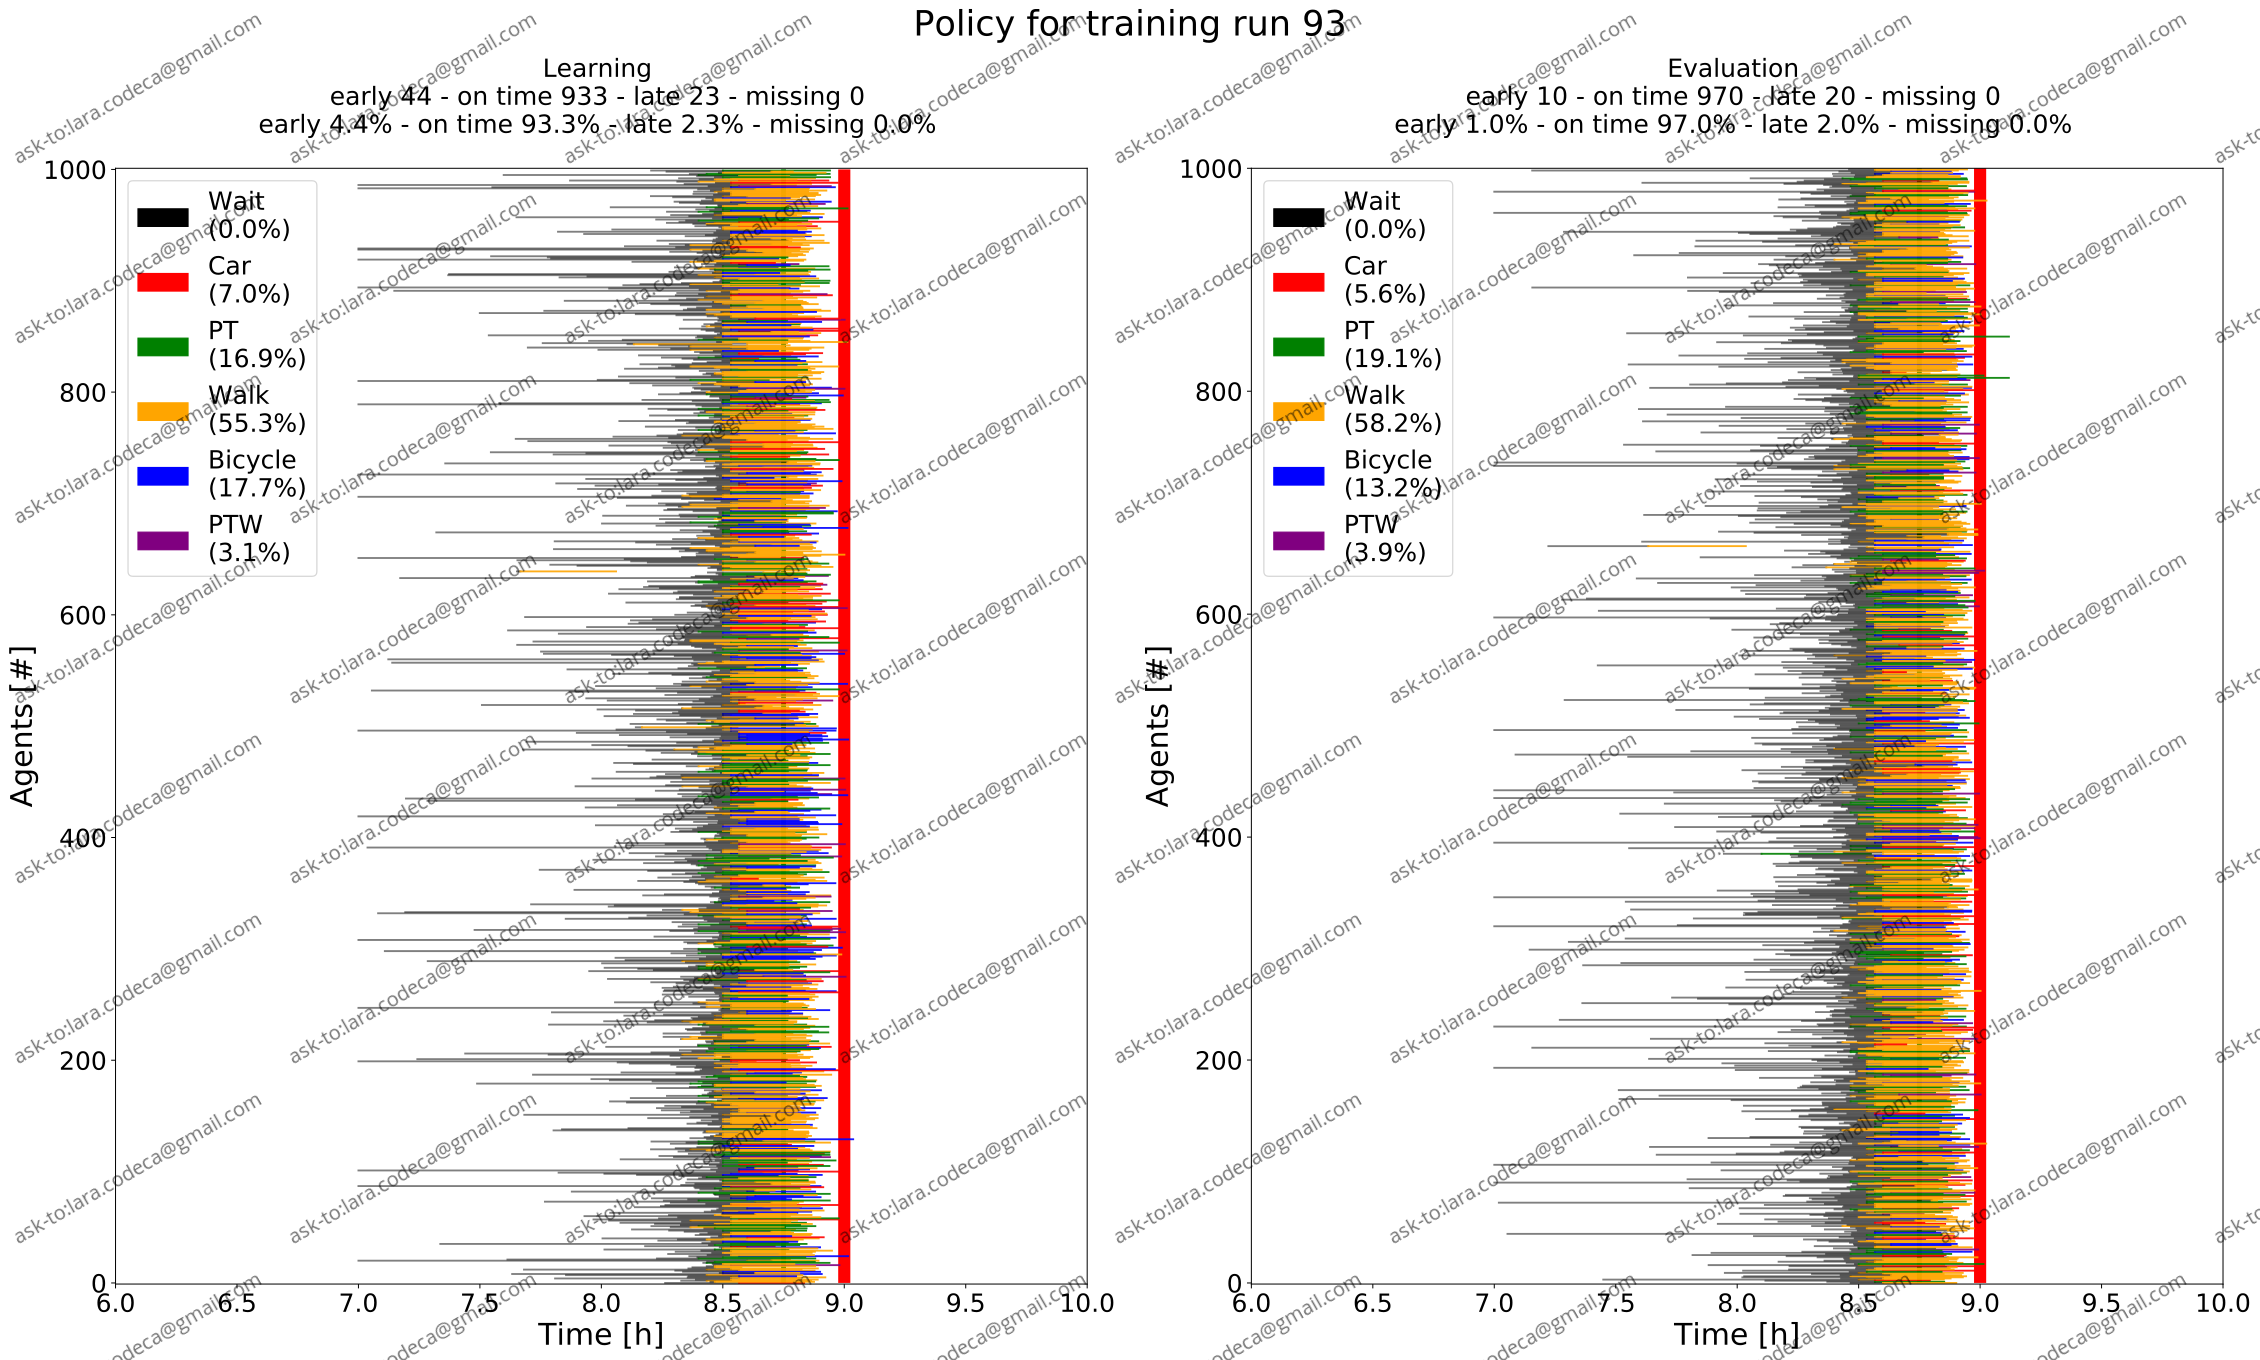 Policy for training run 93
Learning
early 44 - on time 933 - late 23 - missing 0
early 4.4% - on time 93.3% - late 2.3% - missing 0.0%
1000
800
600
400
200
0
Agents [#]
Wait
(0.0%)
Car
(7.0%)
PT
(16.9%)
Walk
(55.3%)
Bicycle
(17.7%)
PTW
(3.1%)
6.0 6.5 7.0 7.5 8.0 8.5 9.0 9.5 10.0
Time [h]
Evaluation
early 10 - on time 970 - late 20 - missing 0
early 1.0% - on time 97.0% - late 2.0% - missing 0.0%
1000
800
600
400
200
0
Agents [#]
Wait
(0.0%)
Car
(5.6%)
PT
(19.1%)
Walk
(58.2%)
Bicycle
(13.2%)
PTW
(3.9%)
6.0 6.5 7.0 7.5 8.0 8.5 9.0 9.5 10.0
Time [h]
ask-to:lara.codeca@gmail.com